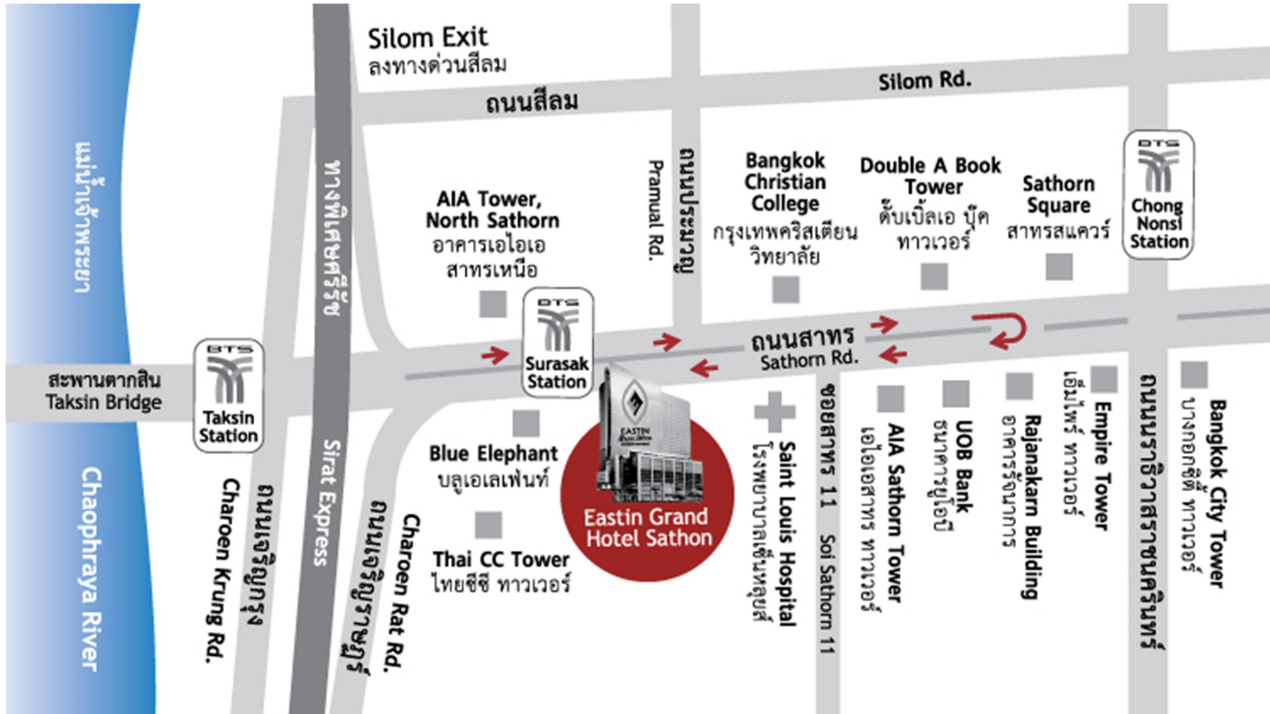 Silom Exit
ลงทางด่วนสีลม
ถนนสีลม
Silom Rd.
แม่น้ำเจ้าพระยา
Chaophraya River
ทางพิเศษศรีรัช
Sirat Express
AIA Tower,
North Sathorn
อาคารเอไอเอ
สาทรเหนือ
Pramual Rd.
ถนนประมวญ
Bangkok
Christian
College
กรุงเทพคริสเตียน
วิทยาลัย
Double A Book
Tower
ดั๊บเบิ้ลเอ บุ๊ค
ทาวเวอร์
Sathorn
Square
สาทรสแควร์
BTS
Chong
Nonsi
Station
BTS
Surasak
Station
ถนนสาทร
Sathorn Rd.
BTS
Taksin
Station
สะพานตากสิน
Taksin Bridge
Charoen Krung Rd.
ถนนเจริญกรุง
ถนนเจริญราษฎร์
Charoen Rat Rd.
Blue Elephant
บลูเอเลเฟ่นท์
Thai CC Tower
ไทยซีซี ทาวเวอร์
EASTIN
Eastin Grand
Hotel Sathon
Saint Louis Hospital
โรงพยาบาลเซ็นหลุยส์
ซอยสาทร 11
Soi Sathorn 11
AIA Sathorn Tower
เอไอเอสาทร ทาวเวอร์
UOB Bank
ธนาคารยูโอบี
Rajanakarn Building
อาคารรัจนาการ
Empire Tower
เอ็มไพร์ ทาวเวอร์
ถนนนราธิวาสราชนครินทร์
Bangkok City Tower
บางกอกซิตี้ ทาวเวอร์